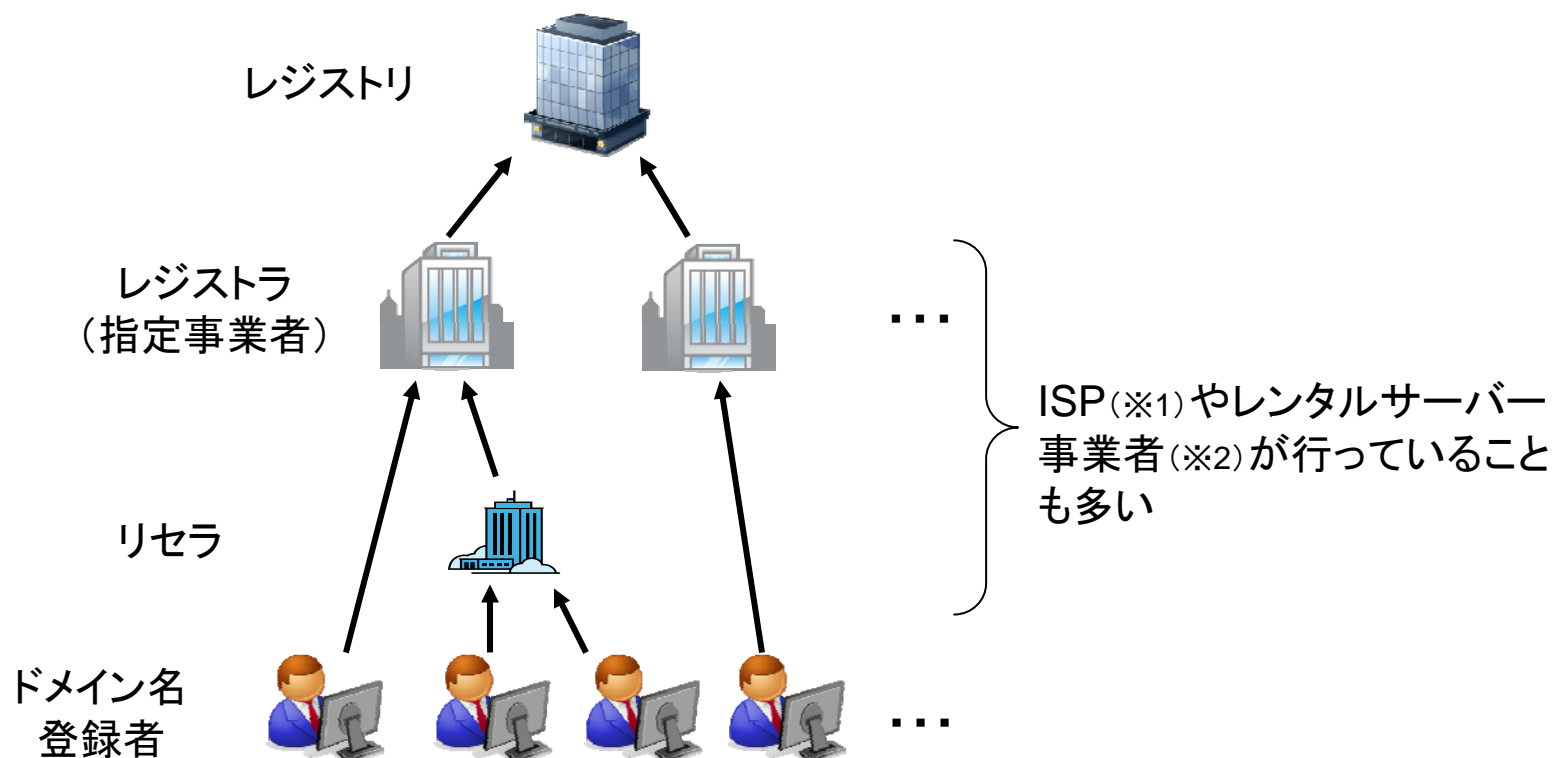 レジストリ
レジストラ
（指定事業者）
...
ISP（※1）やレンタルサーバー
事業者（※2）が行っていること
も多い
リセラ
ドメイン名
登録者
...